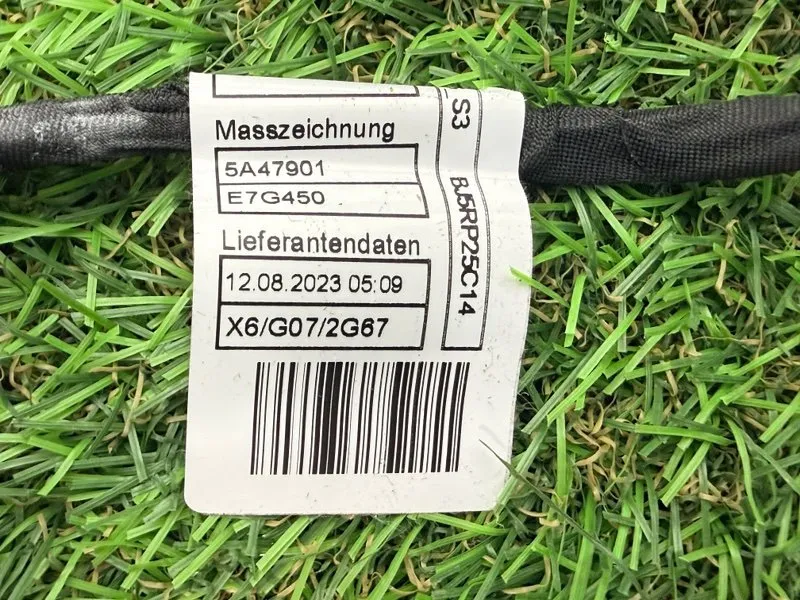 Masszeichnung
5A47901
E7G450
Lieferantendaten
12.08.2023 05:09
X6/G07/2G67
S3
BJ5RP25C14